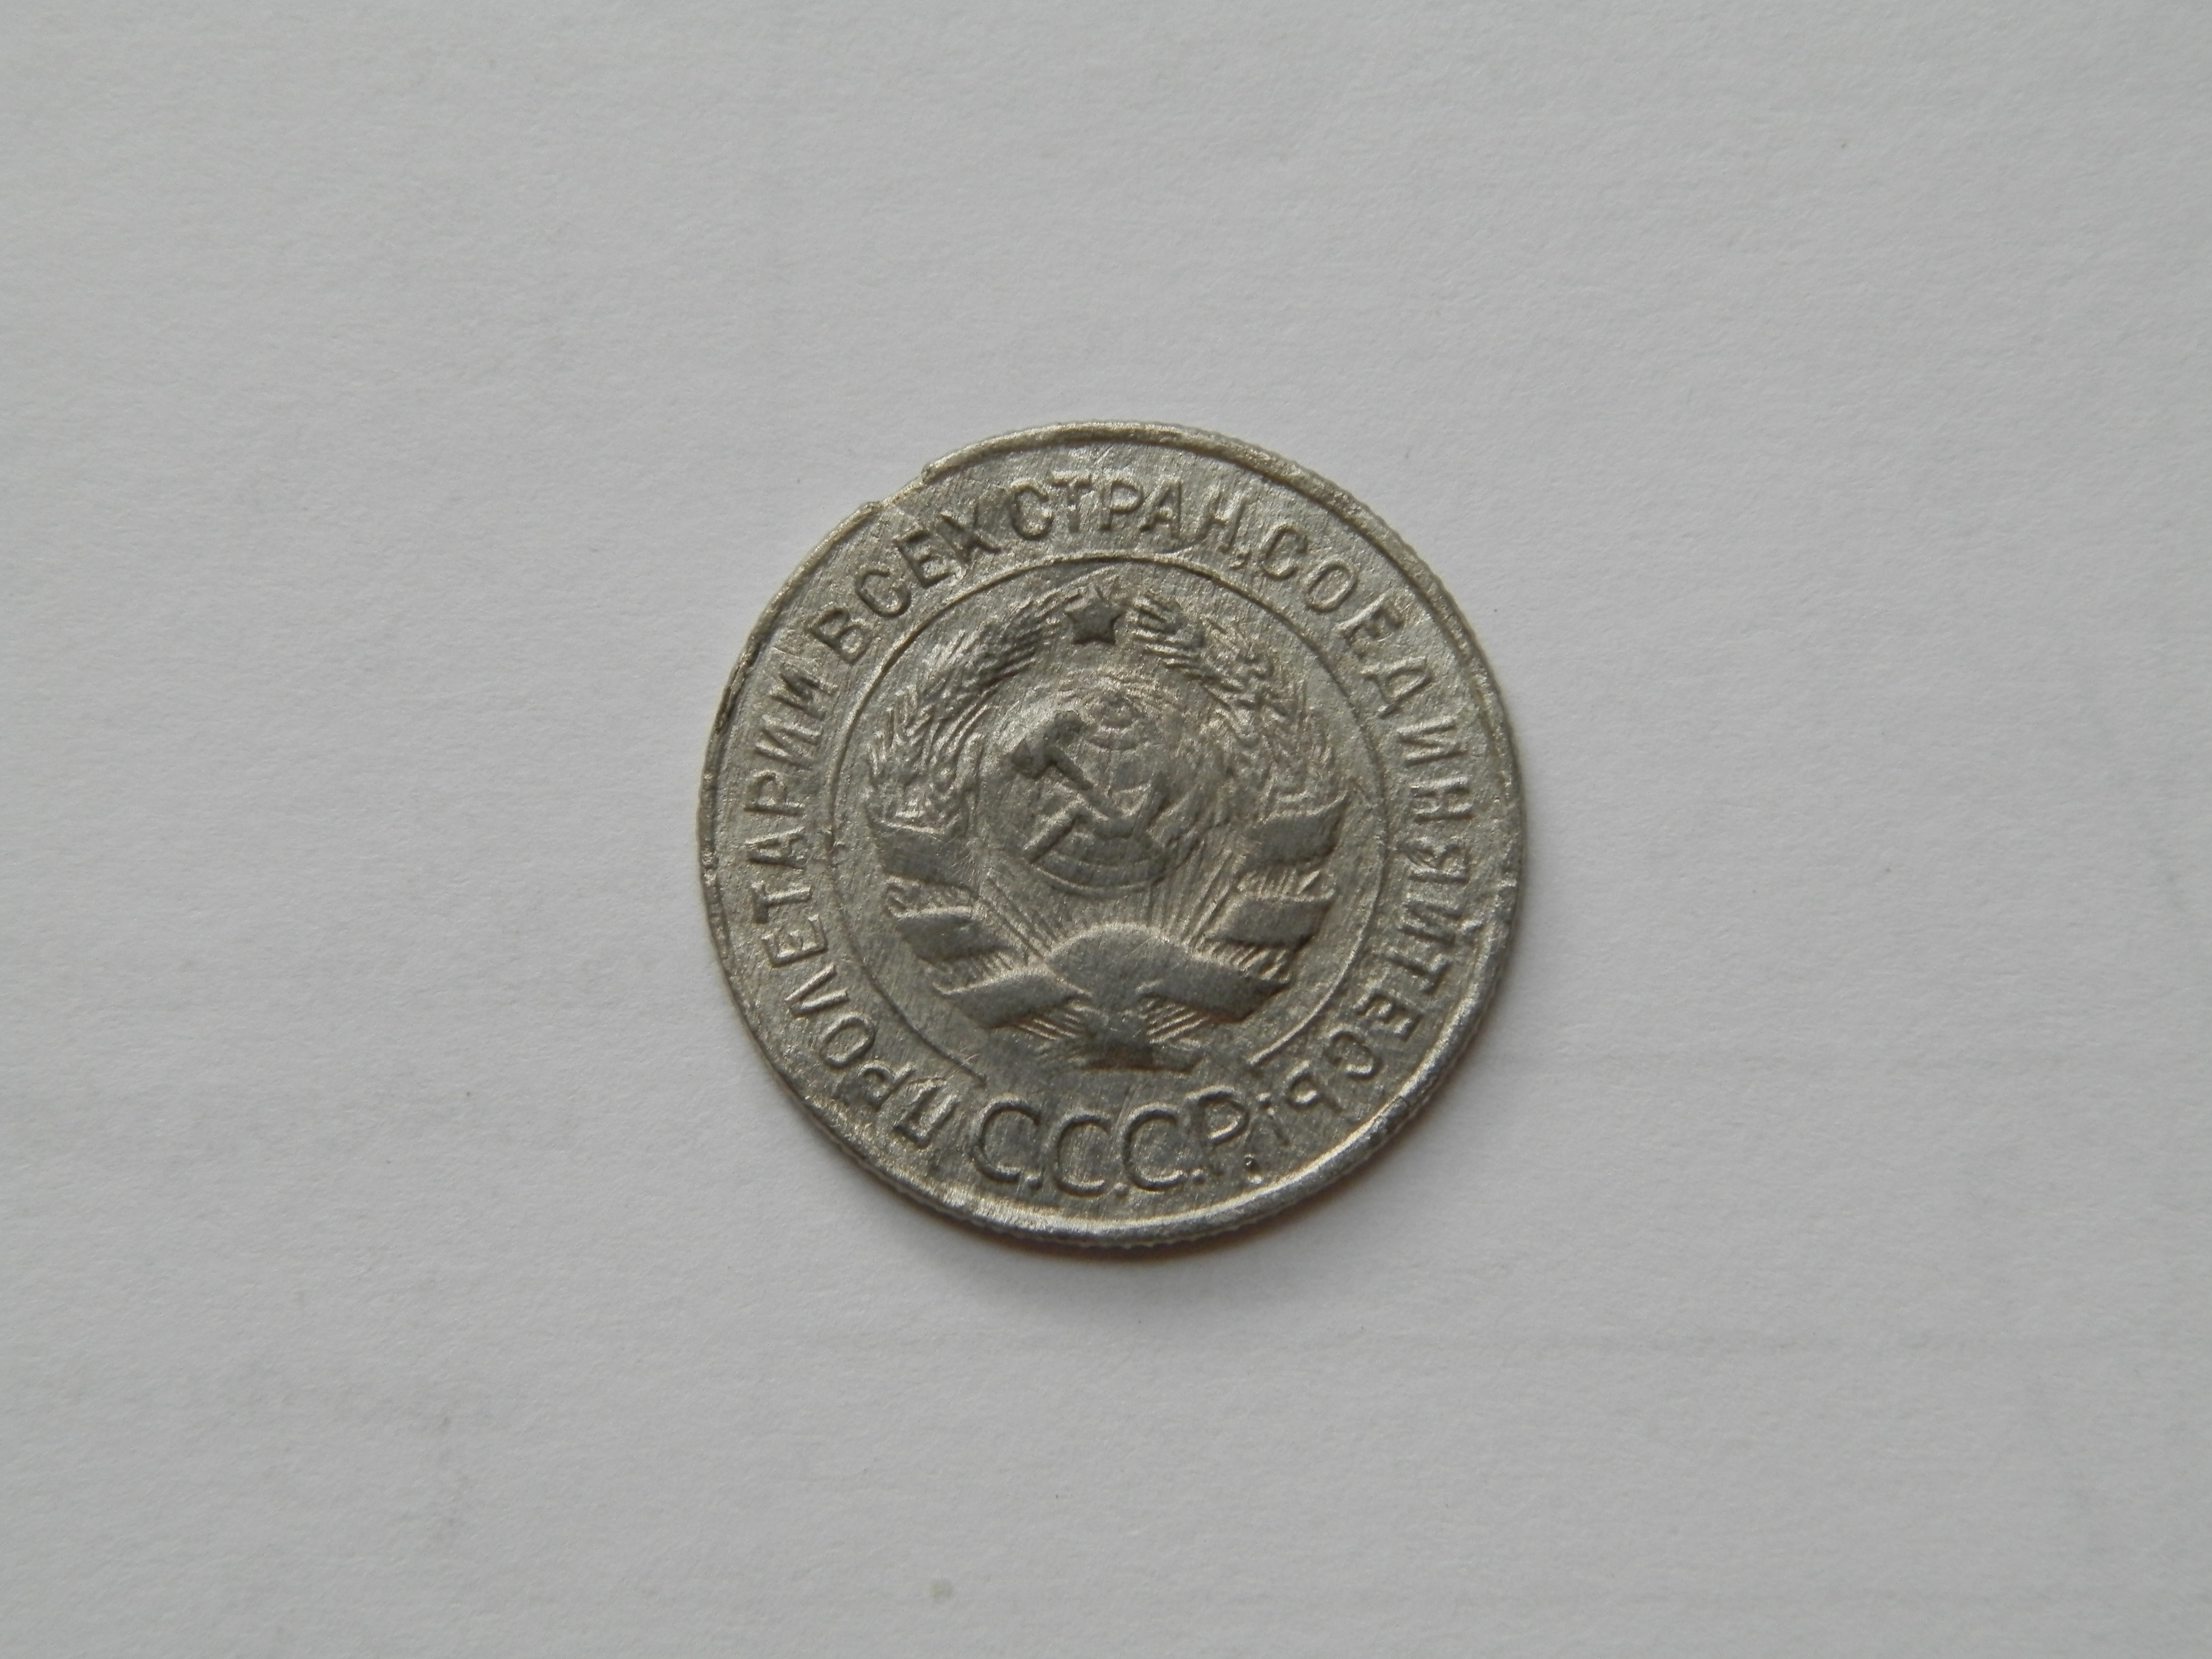 ПРОЛЕТАРИИ ВСЕХ СТРАН, СОЕДИНЯЙТЕСЬ!
С.С.С.Р.